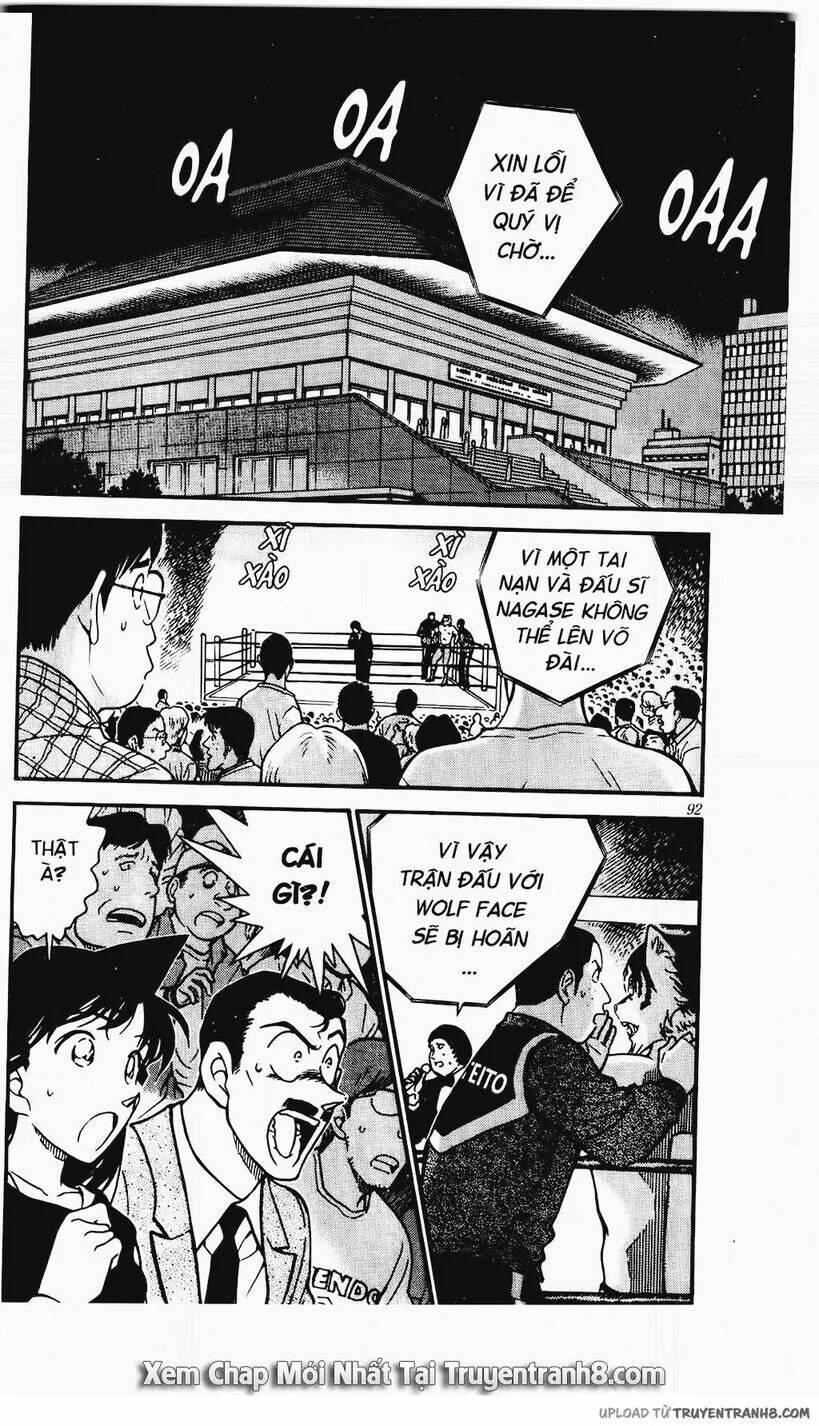 OA
OA
OAA
XIN LỖI
VÌ ĐÃ ĐỂ
QUÝ VỊ
CHỜ...
XÌ
XÀO
XÌ
XÀO
VÌ MỘT TAI
NẠN VÀ ĐẤU SĨ
NAGASE KHÔNG
THỂ LÊN VÕ
ĐÀI...
92
THẬT
À?
CÁI
GÌ?!
VÌ VẬY
TRẬN ĐẤU VỚI
WOLF FACE
SẼ BỊ HOÃN
...
TEITO
ENDO
Xem Chap Mới Nhất Tại Truyentranh8.com
UPLOAD TỪ TRUYENTRANH8.COM